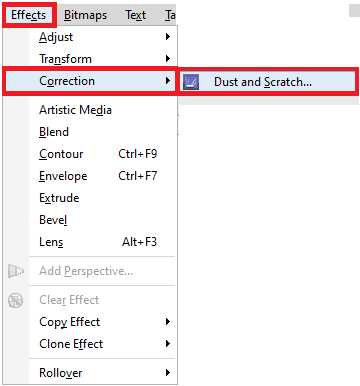 Effects Bitmaps Text Ta
Adjust
Transform
Correction Dust and Scratch...
Artistic Media
Blend
Contour Ctrl+F9
Envelope Ctrl+F7
Extrude
Bevel
Lens Alt+F3
Add Perspective...
Clear Effect
Copy Effect
Clone Effect
Rollover